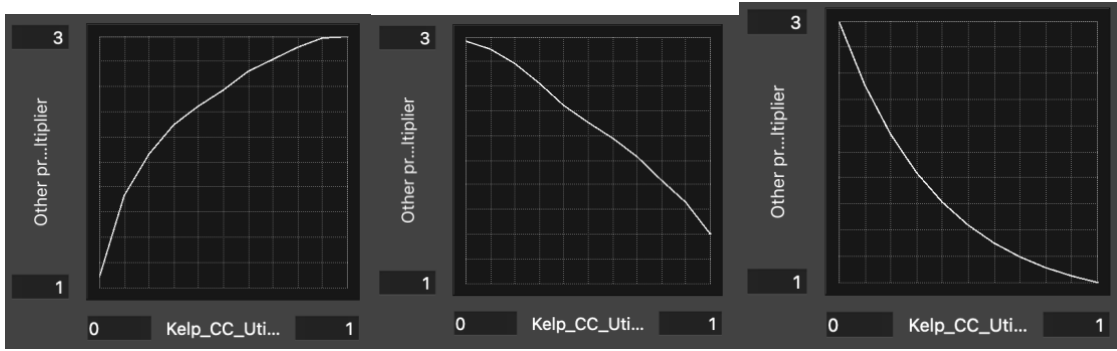 3
Other pr...ltiplier
1
0 Kelp_CC_Uti... 1
3
Other pr...ltiplier
1
0 Kelp_CC_Uti... 1
3
Other pr...ltiplier
1
0 Kelp_CC_Uti... 1